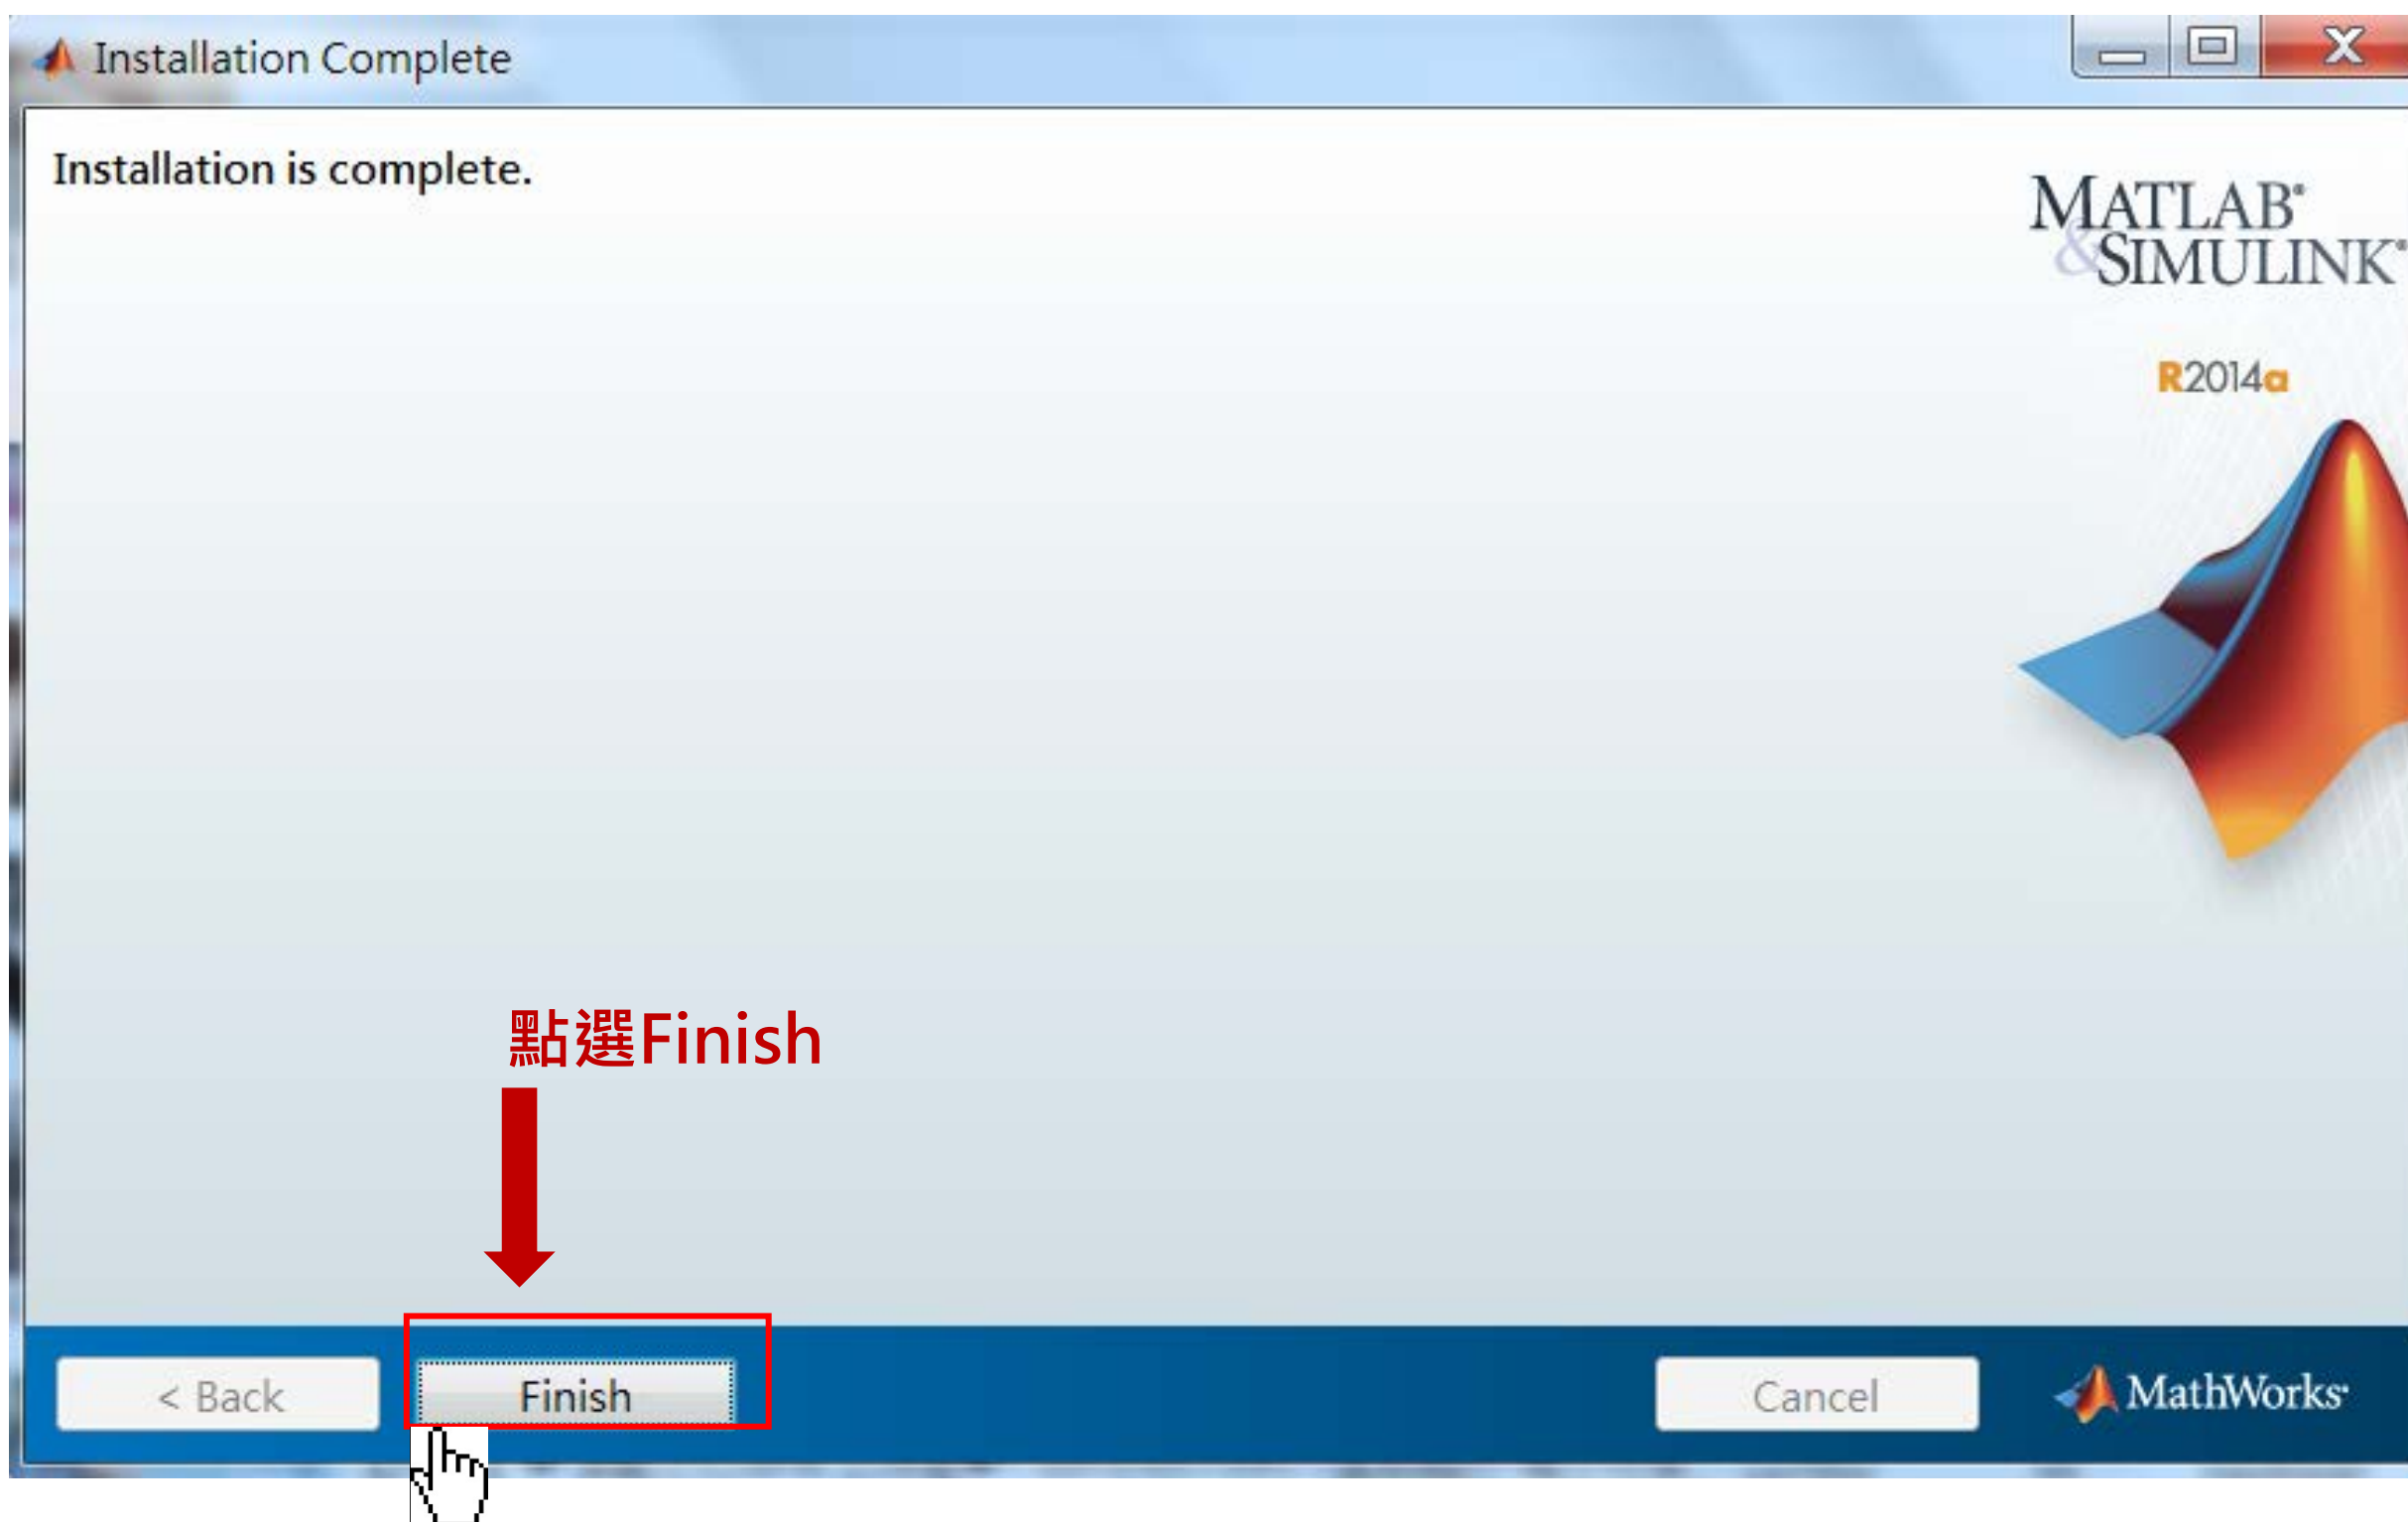 Installation Complete
Installation is complete.
MATLAB®
&SIMULINK®
R2014a
點選Finish
< Back
Finish
Cancel
MathWorks®